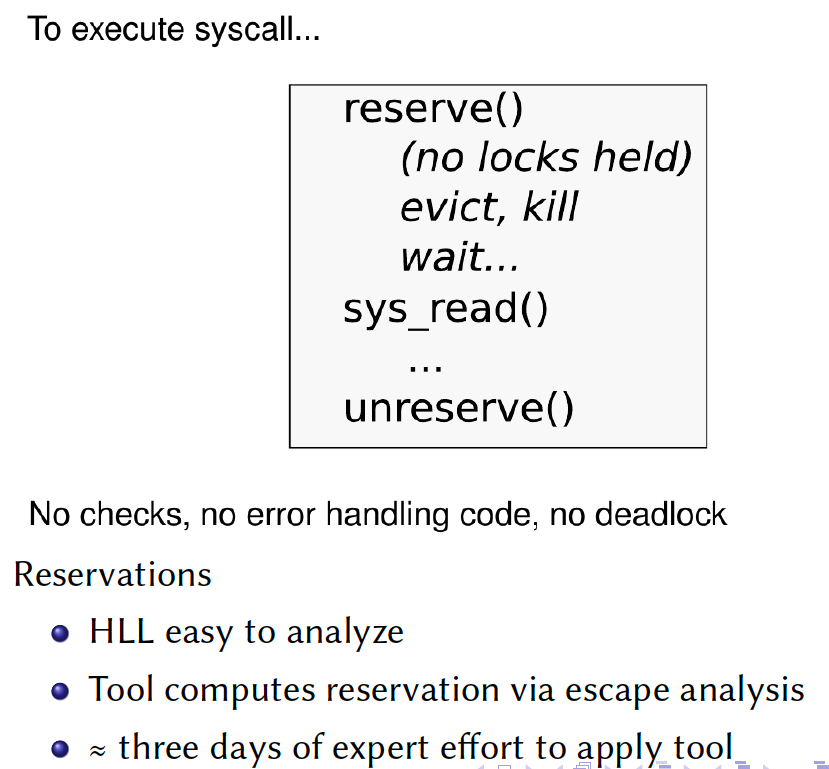 To execute syscall...
reserve()
(no locks held)
evict, kill
wait...
sys_read()
...
unreserve()
No checks, no error handling code, no deadlock
Reservations
HLL easy to analyze
Tool computes reservation via escape analysis
≈ three days of expert effort to apply tool